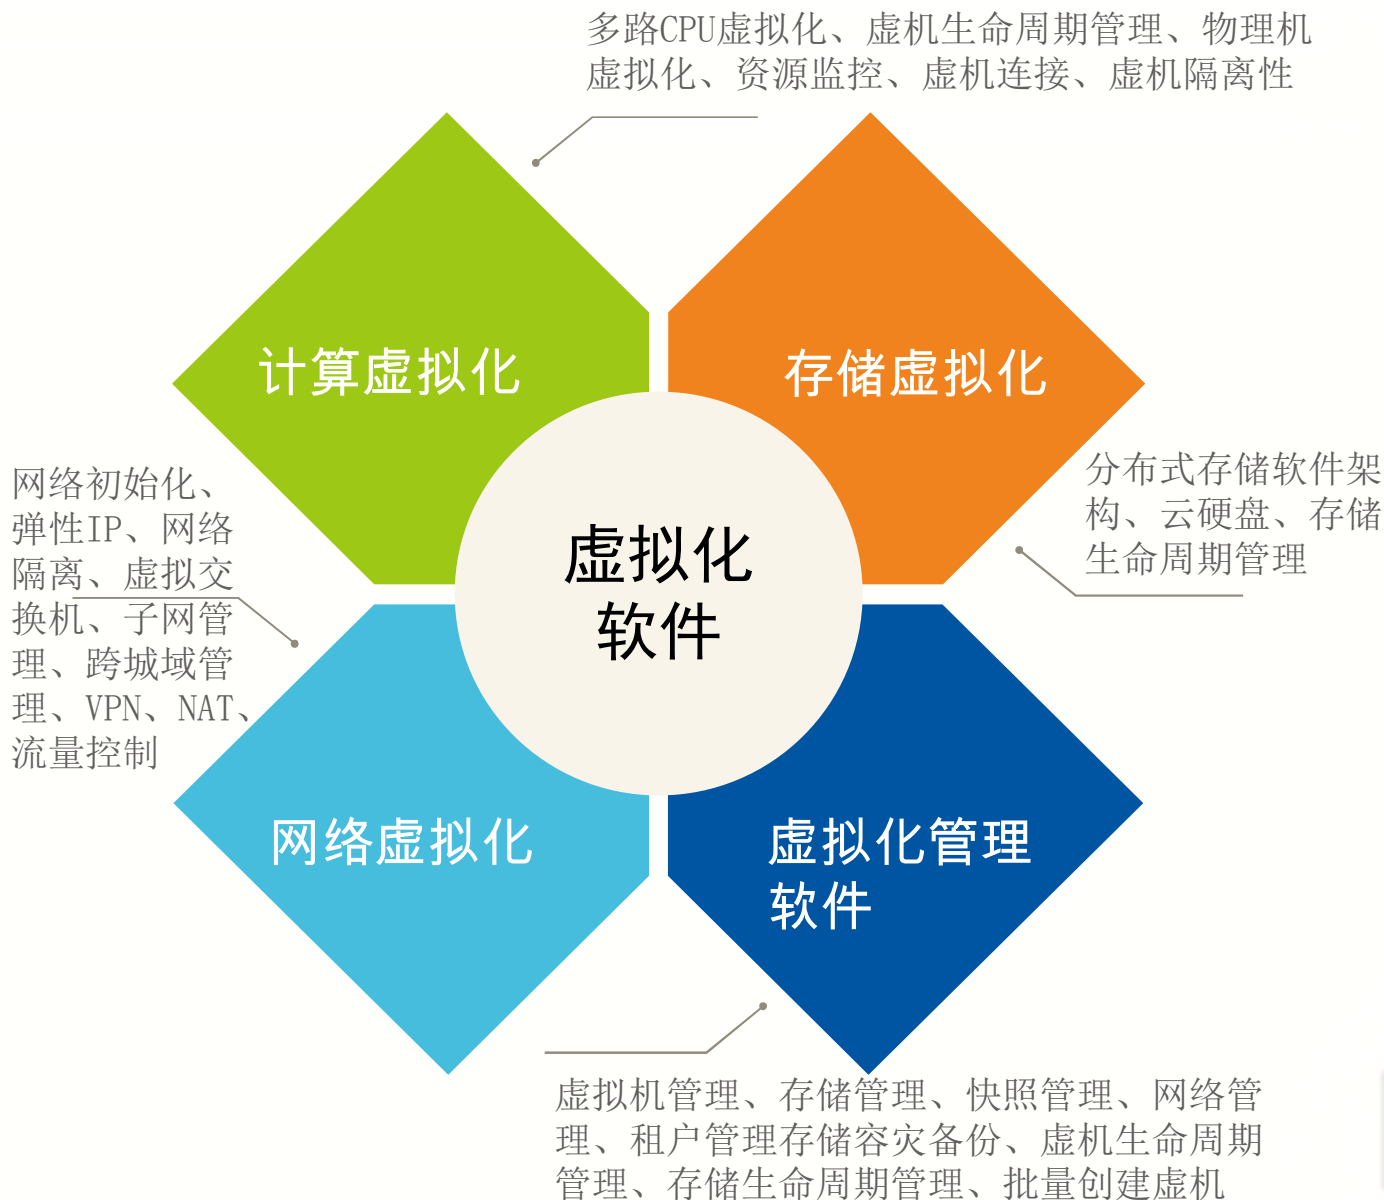 多路CPU虚拟化、虚机生命周期管理、物理机
虚拟化、资源监控、虚机连接、虚机隔离性
计算虚拟化
存储虚拟化
分布式存储软件架
构、云硬盘、存储
生命周期管理
网络初始化、
弹性IP、网络
隔离、虚拟交
换机、子网管
理、跨城域管
理、VPN、NAT、
流量控制
虚拟化
软件
网络虚拟化
虚拟化管理
软件
虚拟机管理、存储管理、快照管理、网络管
理、租户管理存储容灾备份、虚机生命周期
管理、存储生命周期管理、批量创建虚机